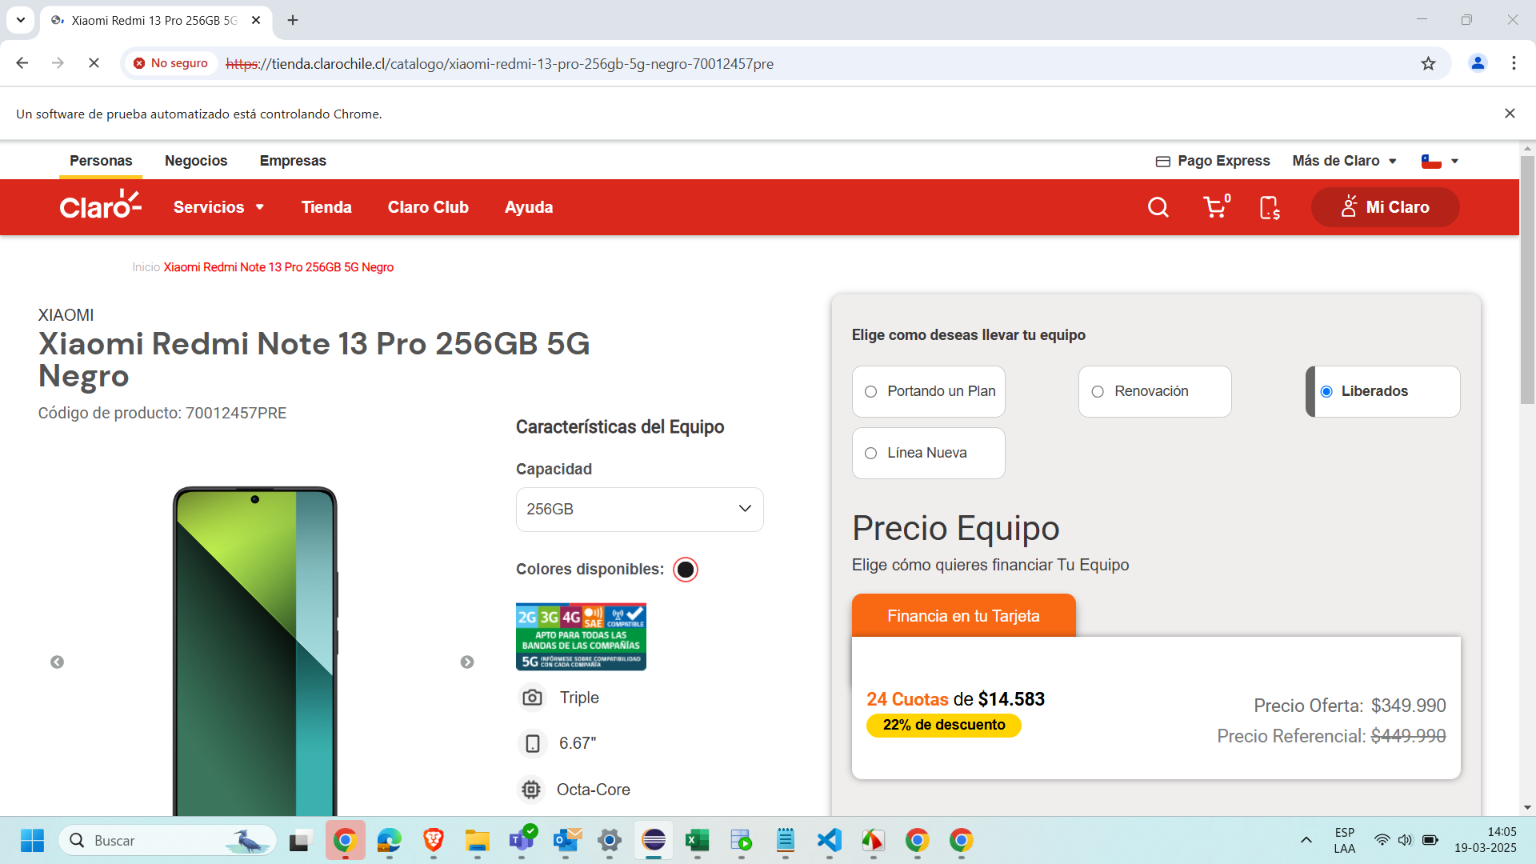 Xiaomi Redmi 13 Pro 256GB 5G
No seguro
https://tienda.clarochile.cl/catalogo/xiaomi-redmi-13-pro-256gb-5g-negro-70012457pre
Un software de prueba automatizado está controlando Chrome.
Personas Negocios Empresas Pago Express Más de Claro
Claro Servicios Tienda Claro Club Ayuda 0 Mi Claro
Inicio Xiaomi Redmi Note 13 Pro 256GB 5G Negro
XIAOMI
Xiaomi Redmi Note 13 Pro 256GB 5G
Negro
Código de producto: 70012457PRE
Características del Equipo
Capacidad
256GB
Colores disponibles:
2G 3G 4G SAE COMPATIBLE
APTO PARA TODAS LAS
BANDAS DE LAS COMPAÑÍAS
5G INFÓRMESE SOBRE COMPATIBILIDAD
CON CADA COMPAÑÍA
Triple
6.67"
Octa-Core
Elige como deseas llevar tu equipo
Portando un Plan Renovación Liberados
Línea Nueva
Precio Equipo
Elige cómo quieres financiar Tu Equipo
Financia en tu Tarjeta
24 Cuotas de $14.583
22% de descuento
Precio Oferta: $349.990
Precio Referencial: $449.990
Buscar
ESP
LAA
14:05
19-03-2025